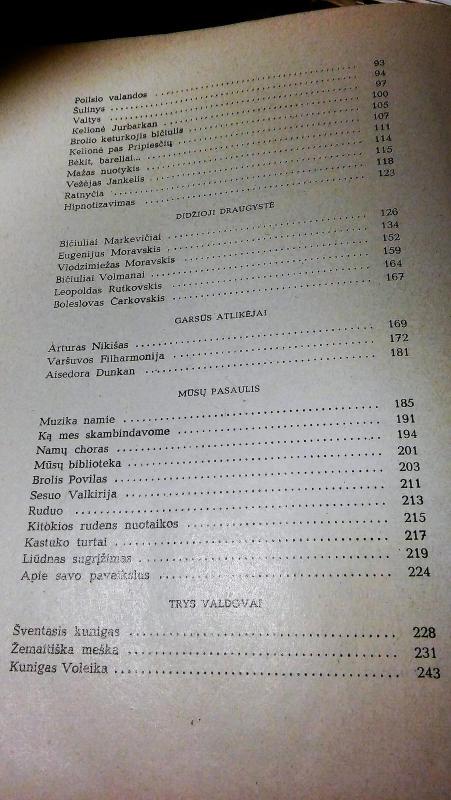 Poilsio valandos . . . 93
Šulinys . . . 94
Valtys . . . 97
Kelionė Jurbarkan . . . 100
Brolio keturkojis bičiulis . . . 105
Kelionė pas Pripiesčių . . . 107
Bėkit, bareliai... . . . 111
Mažas nuotykis . . . 114
Vežėjas Jankelis . . . 115
Ratnyčia . . . 118
Hipnotizavimas . . . 123
DIDŽIOJI DRAUGYSTĖ
Bičiuliai Markevičiai . . . 126
Eugenijus Moravskis . . . 134
Vlodzimiežas Moravskis . . . 152
Bičiuliai Volmanai . . . 159
Leopoldas Rutkovskis . . . 164
Boleslovas Čarkovskis . . . 167
GARSŪS ATLIKĖJAI
Arturas Nikišas . . . 169
Varšuvos Filharmonija . . . 172
Aisedora Dunkan . . . 181
MŪSŲ PASAULIS
Muzika namie . . . 185
Ką mes skambindavome . . . 191
Namų choras . . . 194
Mūsų biblioteka . . . 201
Brolis Povilas . . . 203
Sesuo Valkirija . . . 211
Ruduo . . . 213
Kitokios rudens nuotaikos . . . 215
Kastuko turtai . . . 217
Liūdnas sugrįžimas . . . 219
Apie savo paveikslus . . . 224
TRYS VALDOVAI
Šventasis kunigas . . . 228
Žemaitiška meška . . . 231
Kunigas Voleika . . . 243